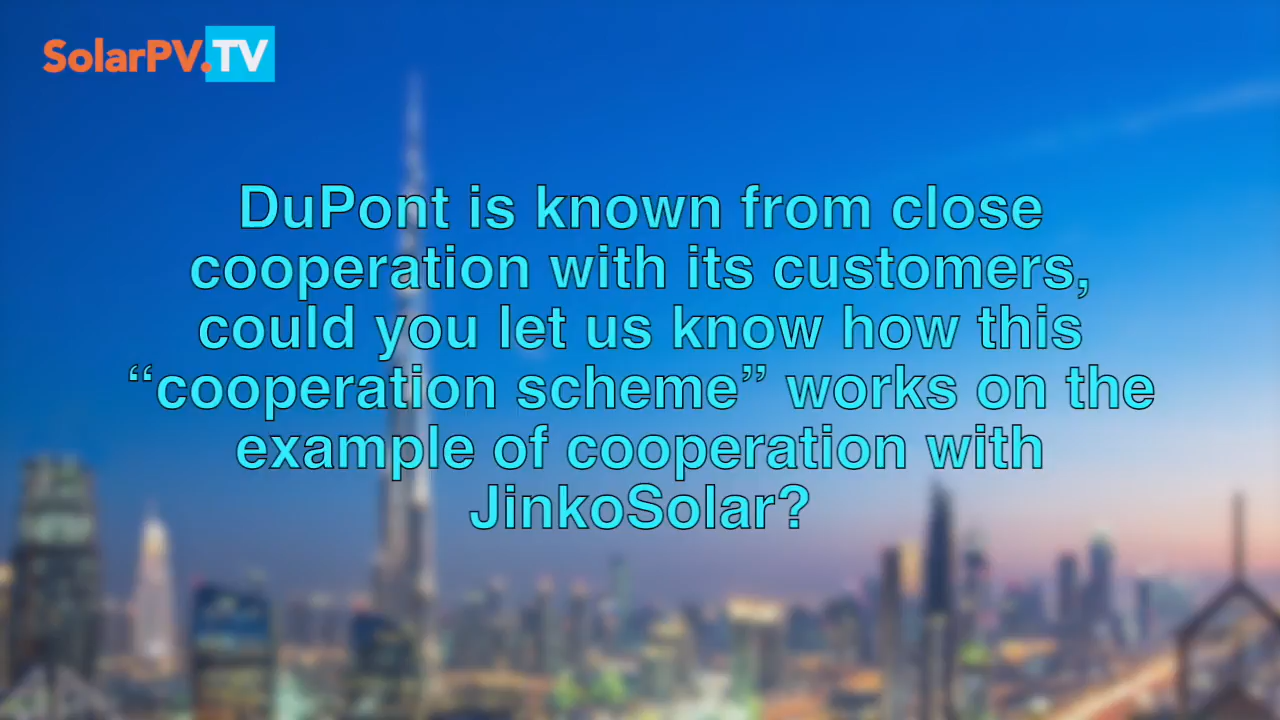 SolarPV.TV
DuPont is known from close
cooperation with its customers,
could you let us know how this
“cooperation scheme” works on the
example of cooperation with
JinkoSolar?